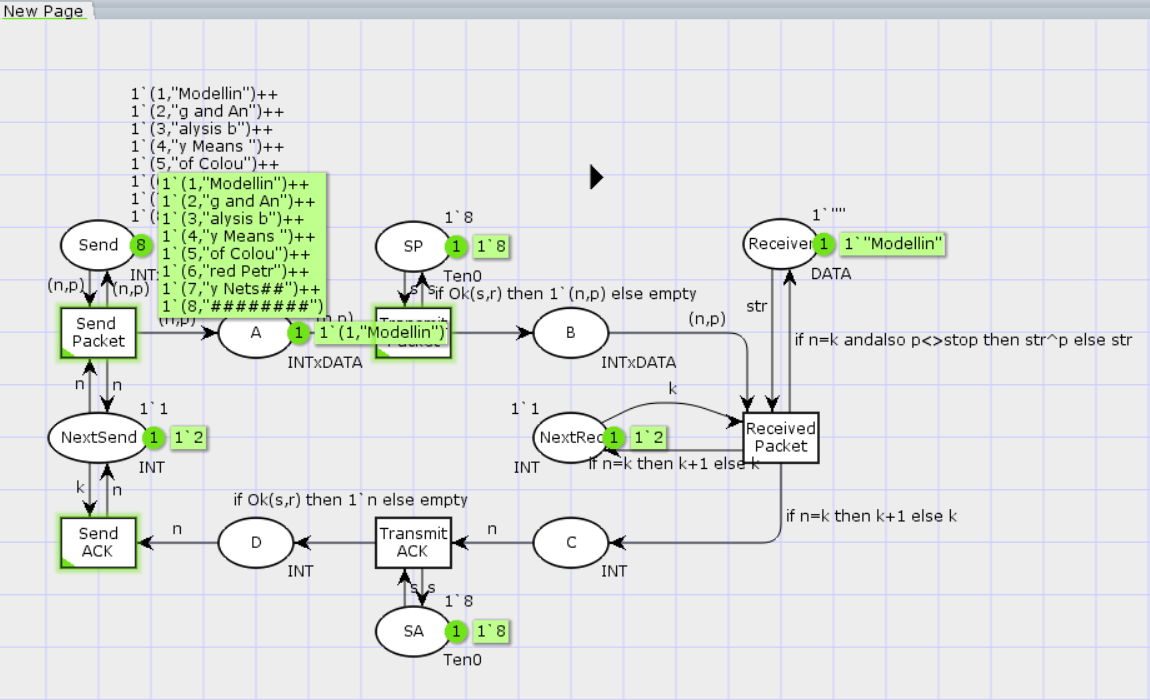 New Page
1`(1,"Modellin")++
1`(2,"g and An")++
1`(3,"alysis b")++
1`(4,"y Means ")++
1`(5,"of Colou")++
1`(1,"Modellin")++
1`(2,"g and An")++
1`(3,"alysis b")++
1`(4,"y Means ")++
1`(5,"of Colou")++
1`(6,"red Petr")++
1`(7,"y Nets##")++
1`(8,"########")
Send
8
(n,p)
(n,p)
1`8
SP
1
1`8
Ten0
s
s
1`""
Receiver
1
1`"Modellin"
DATA
if Ok(s,r) then 1`(n,p) else empty
Send
Packet
(n,p)
A
1
1`(1,"Modellin")
(n,p)
INTxDATA
Packet
B
INTxDATA
(n,p)
str
if n=k andalso p<>stop then str^p else str
n
n
1`1
NextSend
1
1`2
INT
k
1`1
1
1`2
INT
if n=k then k+1 else k
Received
Packet
k
n
if Ok(s,r) then 1`n else empty
Send
ACK
n
D
INT
Transmit
ACK
n
C
INT
if n=k then k+1 else k
s
s
1`8
SA
1
1`8
Ten0